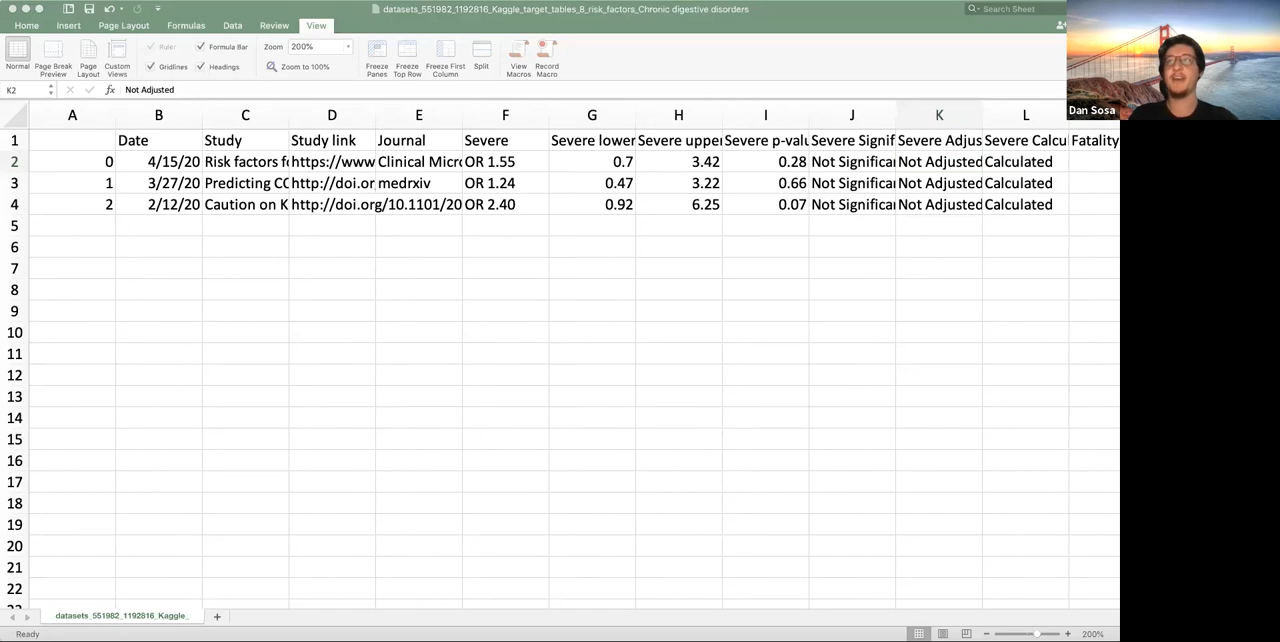 datasets_551982_1192816_Kaggle_target_tables_8_risk_factors_Chronic digestive disorders
Search Sheet
Home Insert Page Layout Formulas Data Review View
Normal Page Break Preview Page Layout Custom Views Ruler Formula Bar Gridlines Headings Zoom 200% Zoom to 100% Freeze Panes Freeze Top Row Freeze First Column Split View Macros Record Macro
K2 fx Not Adjusted
Dan Sosa
A B C D E F G H I J K L
1 Date Study Study link Journal Severe Severe lower Severe upper Severe p-valu Severe Signif Severe Adjus Severe Calcu Fatality
2 0 4/15/20 Risk factors f https://www Clinical Micro OR 1.55 0.7 3.42 0.28 Not Significa Not Adjusted Calculated
3 1 3/27/20 Predicting CO http://doi.or medrxiv OR 1.24 0.47 3.22 0.66 Not Significa Not Adjusted Calculated
4 2 2/12/20 Caution on K http://doi.org/10.1101/20 OR 2.40 0.92 6.25 0.07 Not Significa Not Adjusted Calculated
5
6
7
8
9
10
11
12
13
14
15
16
17
18
19
20
21
22
datasets_551982_1192816_Kaggle_ +
Ready 200%